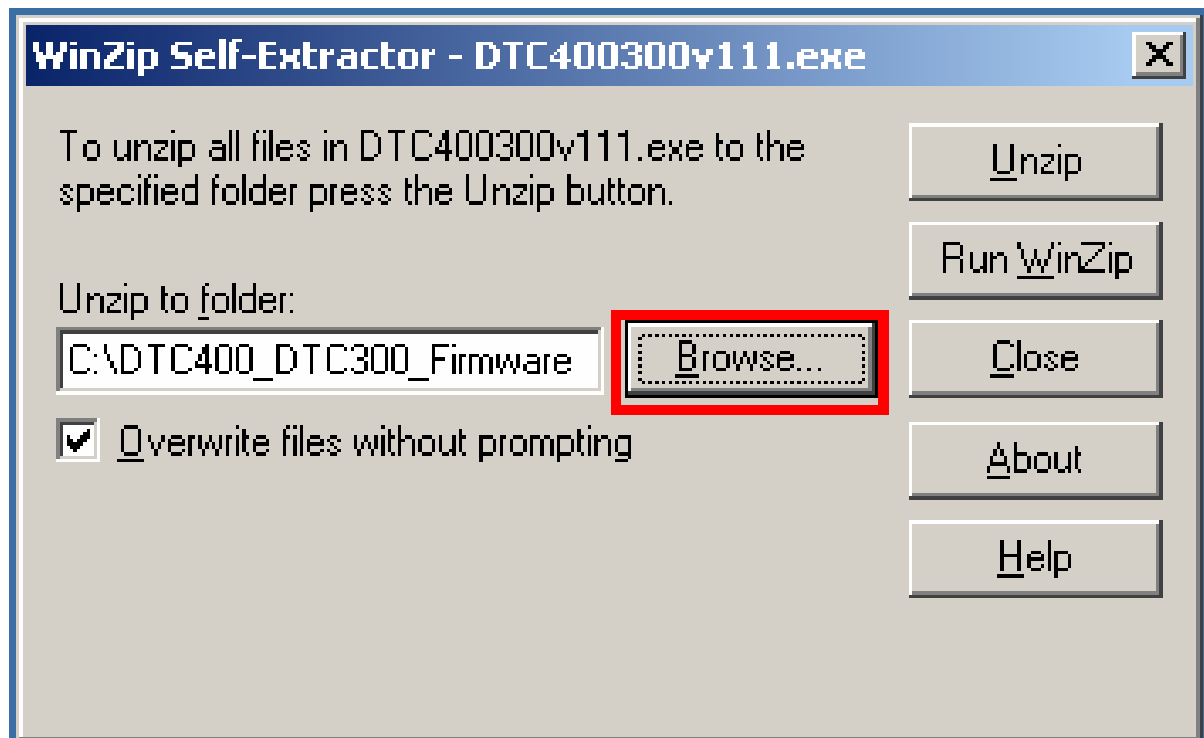 WinZip Self-Extractor - DTC400300v111.exe
To unzip all files in DTC400300v111.exe to the
specified folder press the Unzip button.
Unzip to folder:
C:\DTC400_DTC300_Firmware
Browse...
Overwrite files without prompting
Unzip
Run WinZip
Close
About
Help